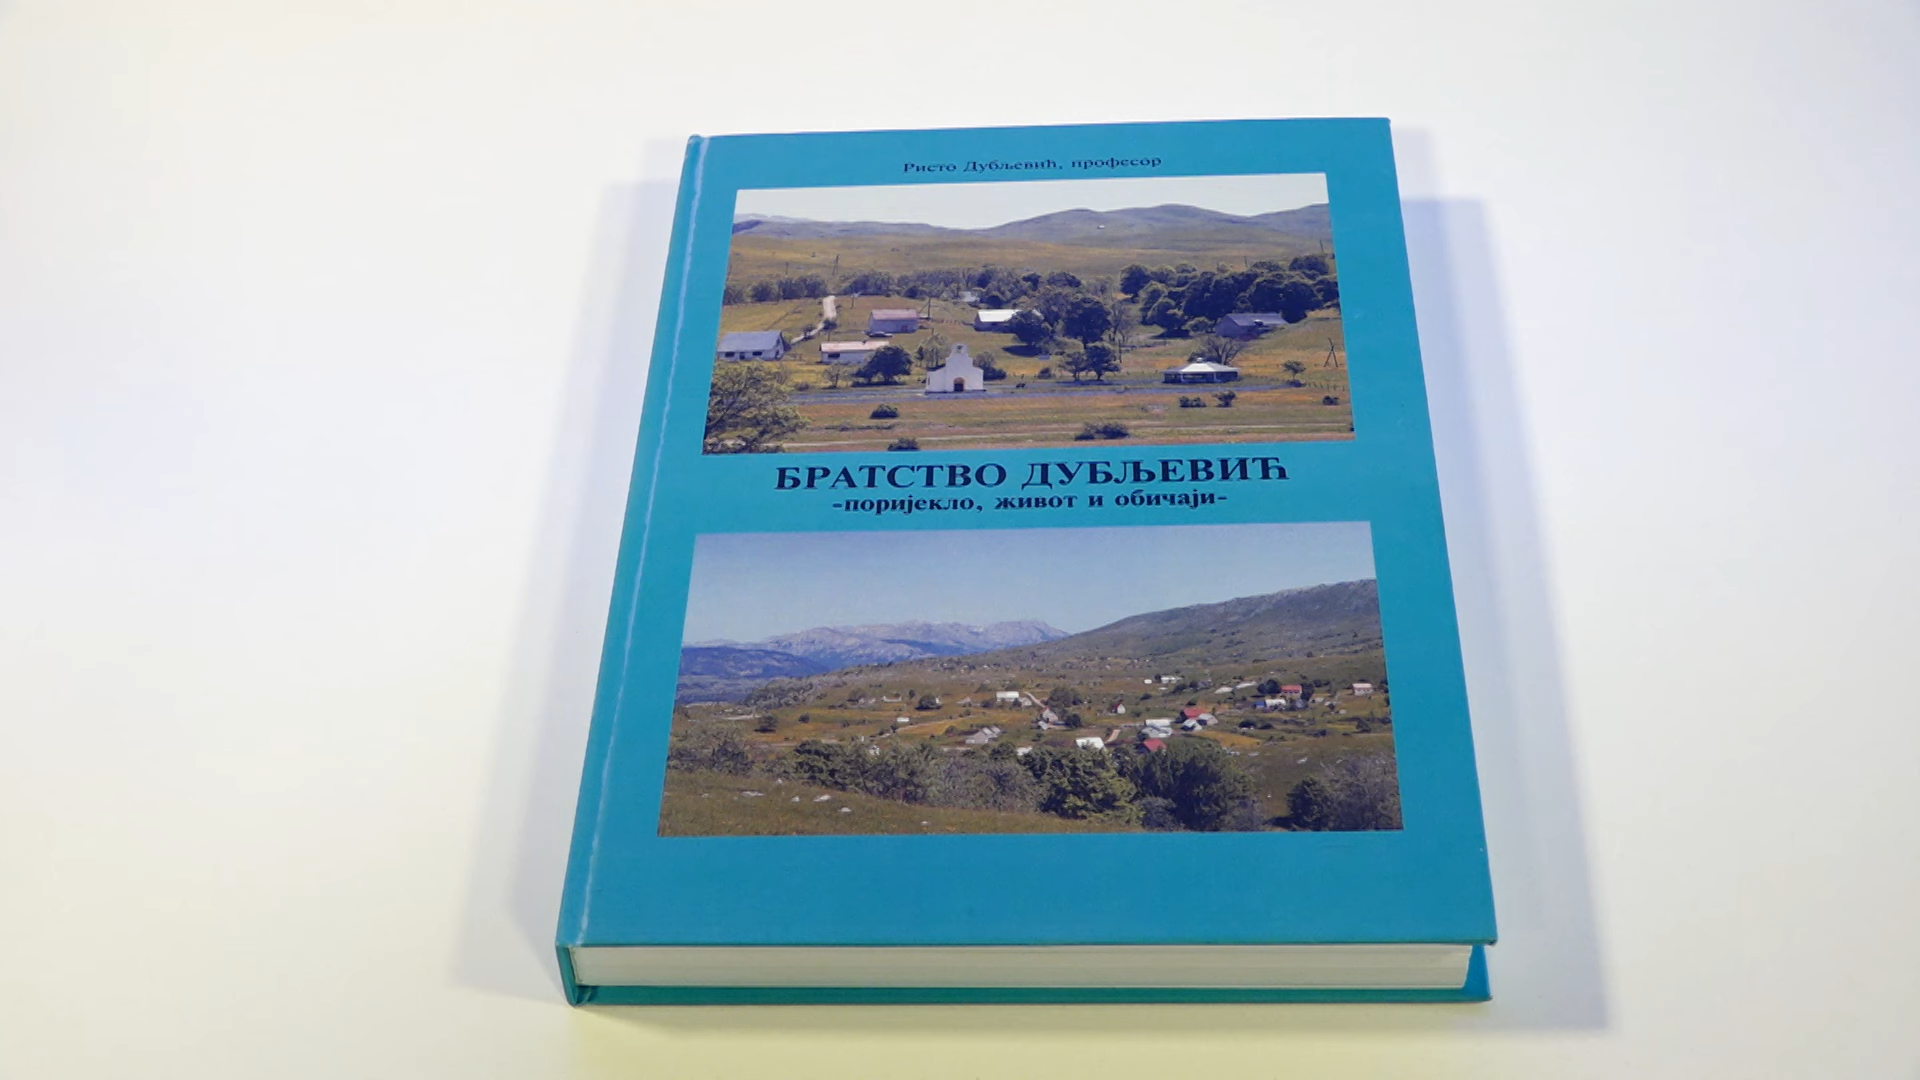 Ристо Дубљевић, професор
БРАТСТВО ДУБЉЕВИЋ
-поријекло, живот и обичаји-